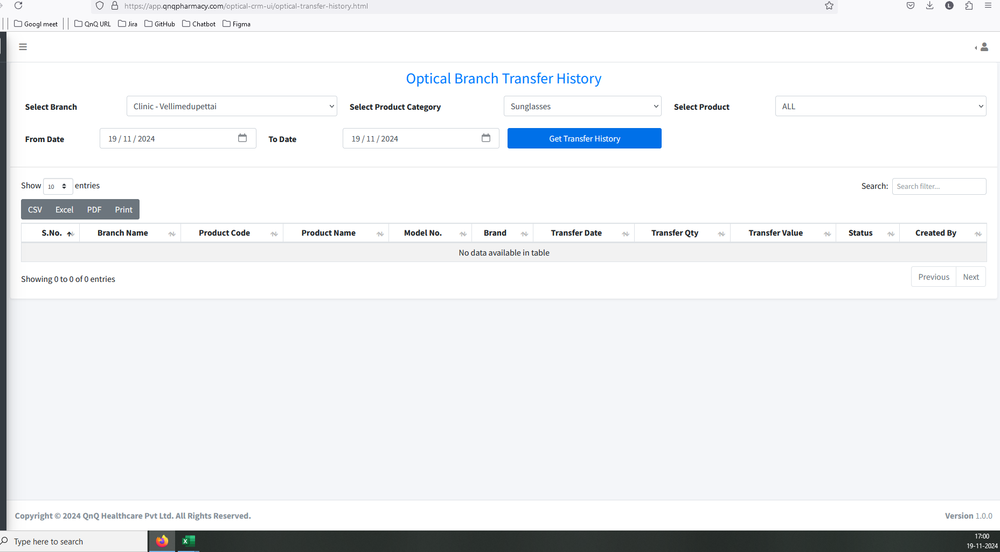 https://app.qnqpharmacy.com/optical-crm-ui/optical-transfer-history.html
L
Googl meet QnQ URL Jira GitHub Chatbot Figma
Optical Branch Transfer History
Select Branch Clinic - Vellimedupettai Select Product Category Sunglasses Select Product ALL
From Date 19 / 11 / 2024 To Date 19 / 11 / 2024 Get Transfer History
Show 10 entries Search: Search filter...
CSV Excel PDF Print
S.No. Branch Name Product Code Product Name Model No. Brand Transfer Date Transfer Qty Transfer Value Status Created By
No data available in table
Showing 0 to 0 of 0 entries Previous Next
Copyright © 2024 QnQ Healthcare Pvt Ltd. All Rights Reserved. Version 1.0.0
Type here to search
17:00
19-11-2024